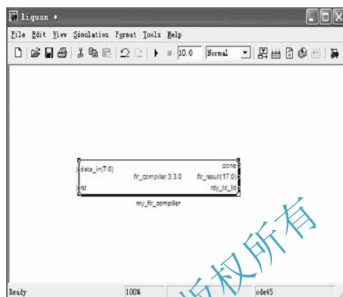 liquan *
File Edit View Simulation Format Tools Help
10.0 Normal
data_in(7:0) done
fir_compiler 3.3.0 fir_result(17:0)
rst rdy_to_ld
my_fir_compiler
版权所有
Ready 100% ode45